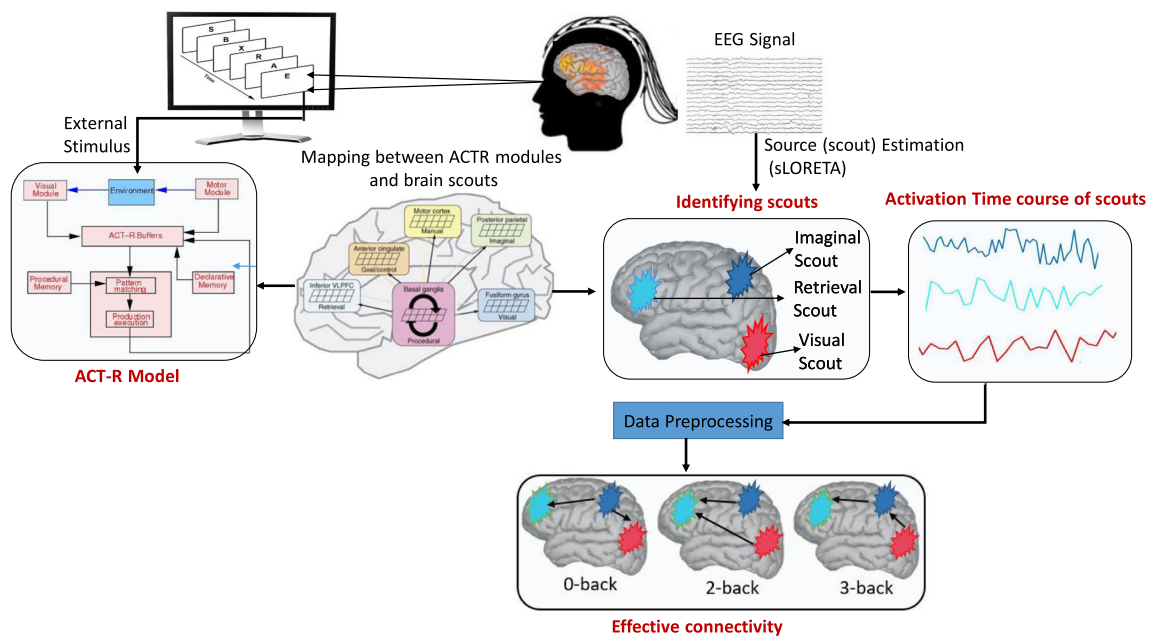 S
B
X
R
A
E
Time
EEG Signal
External
Stimulus
Source (scout) Estimation
(sLORETA)
Mapping between ACTR modules
and brain scouts
Identifying scouts
Activation Time course of scouts
Visual
Module
Environment
Motor
Module
ACT-R Buffers
Procedural
Memory
Pattern
matching
Declarative
Memory
Production
execution
ACT-R Model
Motor cortex
Manual
Posterior parietal
Imaginal
Anterior cingulate
Goal/control
Inferior VLPFC
Retrieval
Basal ganglia
Procedural
Fusiform gyrus
Visual
Imaginal
Scout
Retrieval
Scout
Visual
Scout
Data Preprocessing
0-back
2-back
3-back
Effective connectivity